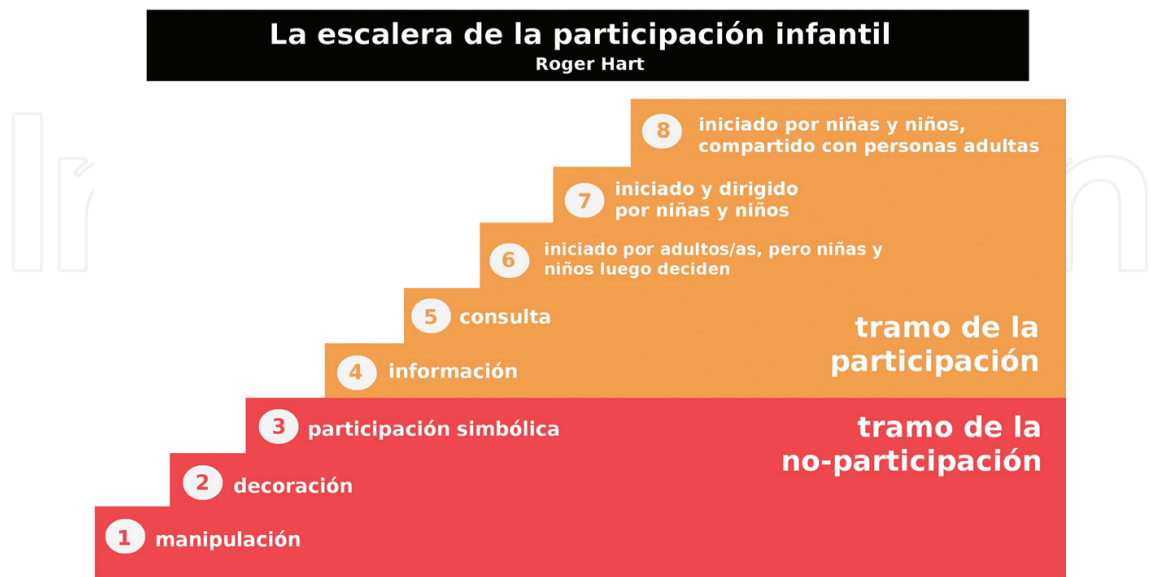 La escalera de la participación infantil
Roger Hart
8 iniciado por niñas y niños,
compartido con personas adultas
7 iniciado y dirigido
por niñas y niños
6 iniciado por adultos/as, pero niñas y
niños luego deciden
5 consulta
4 información
tramo de la
participación
3 participación simbólica
2 decoración
1 manipulación
tramo de la
no-participación